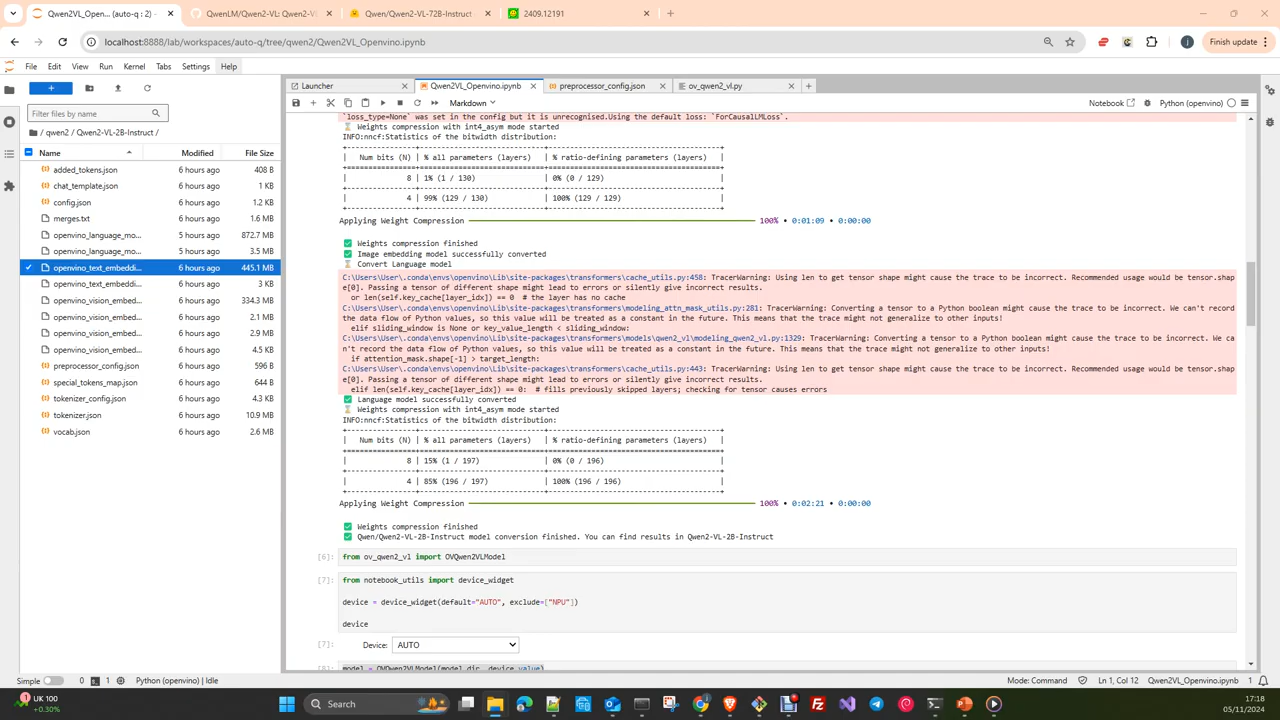 Qwen2VL_Open... (auto-q : 2)
QwenLM/Qwen2-VL: Qwen2-VL
Qwen/Qwen2-VL-72B-Instruct
2409.12191
localhost:8888/lab/workspaces/auto-q/tree/qwen2/Qwen2VL_Openvino.ipynb
Finish update
File Edit View Run Kernel Tabs Settings Help
Launcher
Qwen2VL_Openvino.ipynb
preprocessor_config.json
ov_qwen2_vl.py
Markdown
Notebook
Python (openvino)
Filter files by name
/ qwen2 / Qwen2-VL-2B-Instruct /
Name Modified File Size
added_tokens.json 6 hours ago 408 B
chat_template.json 6 hours ago 1 KB
config.json 6 hours ago 1.2 KB
merges.txt 6 hours ago 1.6 MB
openvino_language_mo... 5 hours ago 872.7 MB
openvino_language_mo... 5 hours ago 3.5 MB
openvino_text_embeddi... 6 hours ago 445.1 MB
openvino_text_embeddi... 6 hours ago 3 KB
openvino_vision_embed... 6 hours ago 334.3 MB
openvino_vision_embed... 6 hours ago 2.1 MB
openvino_vision_embed... 6 hours ago 2.9 MB
openvino_vision_embed... 6 hours ago 4.5 KB
preprocessor_config.json 6 hours ago 596 B
special_tokens_map.json 6 hours ago 644 B
tokenizer_config.json 6 hours ago 4.3 KB
tokenizer.json 6 hours ago 10.9 MB
vocab.json 6 hours ago 2.6 MB
`loss_type=None` was set in the config but it is unrecognised.Using the default loss: `ForCausalLMLoss`.
⌛ Weights compression with int4_asym mode started
INFO:nncf:Statistics of the bitwidth distribution:
| Num bits (N) | % all parameters (layers) | % ratio-defining parameters (layers) |
| 8 | 1% (1 / 130) | 0% (0 / 129) |
| 4 | 99% (129 / 130) | 100% (129 / 129) |
Applying Weight Compression 100% • 0:01:09 • 0:00:00
✅ Weights compression finished
✅ Image embedding model successfully converted
⌛ Convert Language model
C:\Users\User\.conda\envs\openvino\Lib\site-packages\transformers\cache_utils.py:458: TracerWarning: Using len to get tensor shape might cause the trace to be incorrect. Recommended usage would be tensor.shap
e[0]. Passing a tensor of different shape might lead to errors or silently give incorrect results.
or len(self.key_cache[layer_idx]) == 0 # the layer has no cache
C:\Users\User\.conda\envs\openvino\Lib\site-packages\transformers\modeling_attn_mask_utils.py:281: TracerWarning: Converting a tensor to a Python boolean might cause the trace to be incorrect. We can't record
the data flow of Python values, so this value will be treated as a constant in the future. This means that the trace might not generalize to other inputs!
elif sliding_window is None or key_value_length < sliding_window:
C:\Users\User\.conda\envs\openvino\Lib\site-packages\transformers\models\qwen2_vl\modeling_qwen2_vl.py:1329: TracerWarning: Converting a tensor to a Python boolean might cause the trace to be incorrect. We ca
n't record the data flow of Python values, so this value will be treated as a constant in the future. This means that the trace might not generalize to other inputs!
if attention_mask.shape[-1] > target_length:
C:\Users\User\.conda\envs\openvino\Lib\site-packages\transformers\cache_utils.py:443: TracerWarning: Using len to get tensor shape might cause the trace to be incorrect. Recommended usage would be tensor.shap
e[0]. Passing a tensor of different shape might lead to errors or silently give incorrect results.
elif len(self.key_cache[layer_idx]) == 0: # fills previously skipped layers; checking for tensor causes errors
✅ Language model successfully converted
⌛ Weights compression with int4_asym mode started
INFO:nncf:Statistics of the bitwidth distribution:
| Num bits (N) | % all parameters (layers) | % ratio-defining parameters (layers) |
| 8 | 15% (1 / 197) | 0% (0 / 196) |
| 4 | 85% (196 / 197) | 100% (196 / 196) |
Applying Weight Compression 100% • 0:02:21 • 0:00:00
✅ Weights compression finished
✅ Qwen/Qwen2-VL-2B-Instruct model conversion finished. You can find results in Qwen2-VL-2B-Instruct
[6]: from ov_qwen2_vl import OVQwen2VLModel
[7]: from notebook_utils import device_widget
device = device_widget(default="AUTO", exclude=["NPU"])
device
[7]: Device: AUTO
[8]: model = OVQwen2VLModel(model_dir, device.value)
Simple 0 1 Python (openvino) | Idle
Mode: Command Ln 1, Col 12 Qwen2VL_Openvino.ipynb 1
UK 100
+0.30%
Search
17:18
05/11/2024